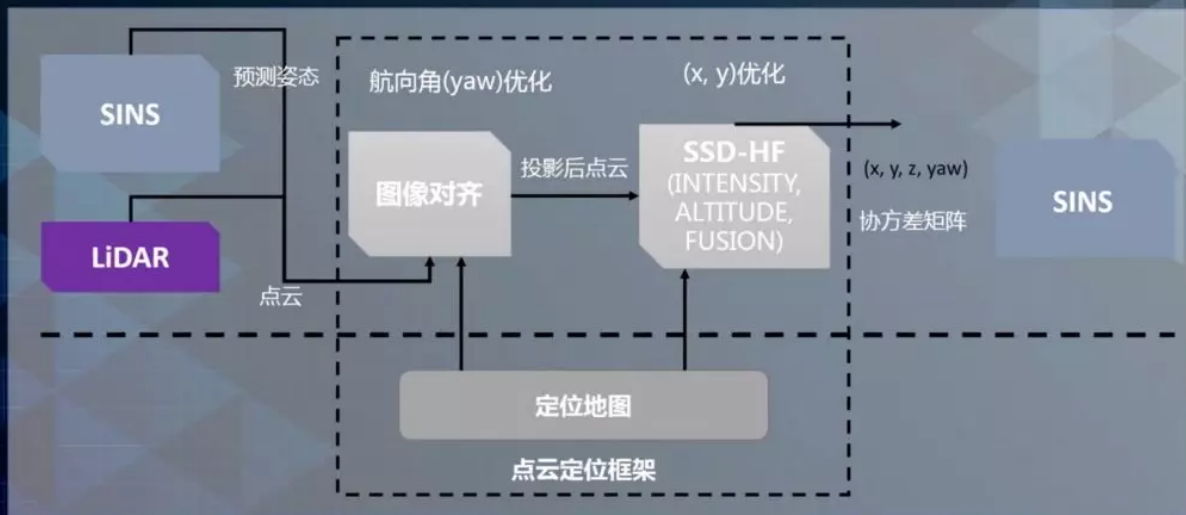 SINS
预测姿态
LiDAR
点云
航向角(yaw)优化
(x, y)优化
图像对齐
投影后点云
SSD-HF
(INTENSITY,
ALTITUDE,
FUSION)
(x, y, z, yaw)
协方差矩阵
SINS
定位地图
点云定位框架